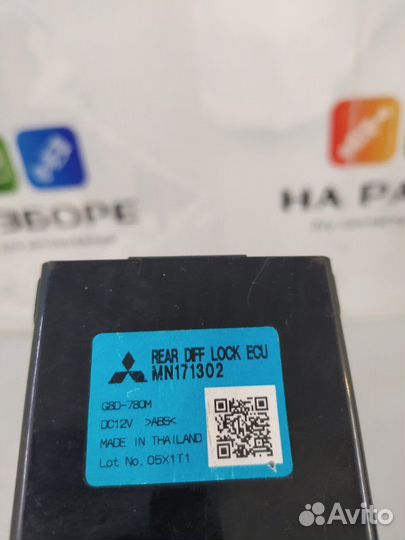 ЗБОРЕ
НА РА
REAR DIFF LOCK ECU
MN171302
G8D-780M
DC12V >ABS<
MADE IN THAILAND
Lot No. 05X1T1
Avito